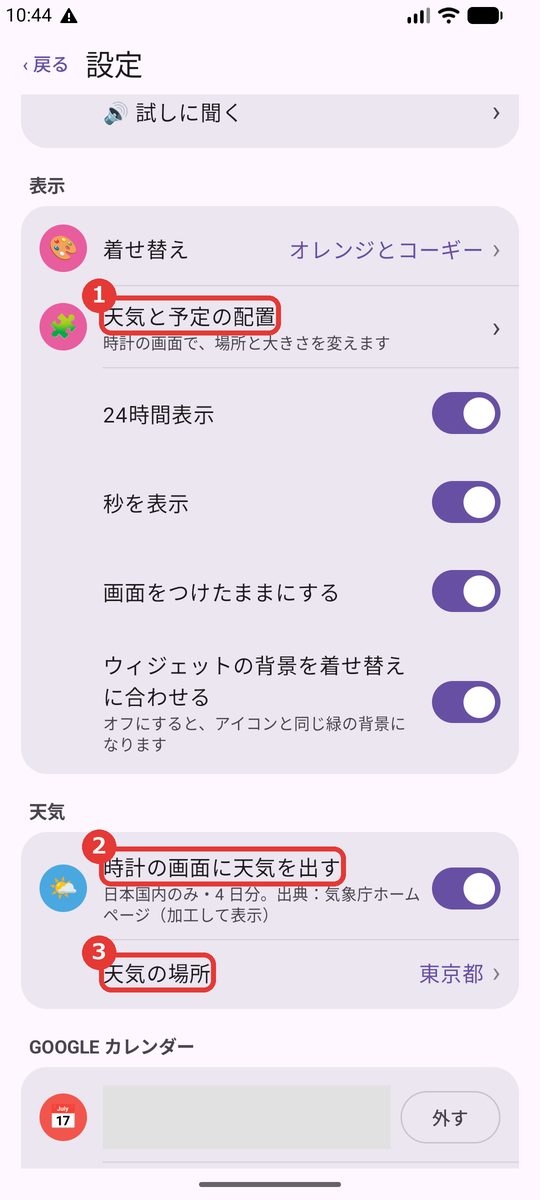 10:44
‹ 戻る 設定
試しに聞く ›
表示
着せ替え オレンジとコーギー ›
1
天気と予定の配置 ›
時計の画面で、場所と大きさを変えます
24時間表示
秒を表示
画面をつけたままにする
ウィジェットの背景を着せ替え
に合わせる
オフにすると、アイコンと同じ緑の背景に
なります
天気
2
時計の画面に天気を出す
日本国内のみ・4 日分。出典：気象庁ホーム
ページ（加工して表示）
3
天気の場所 東京都 ›
GOOGLE カレンダー
July
17
外す